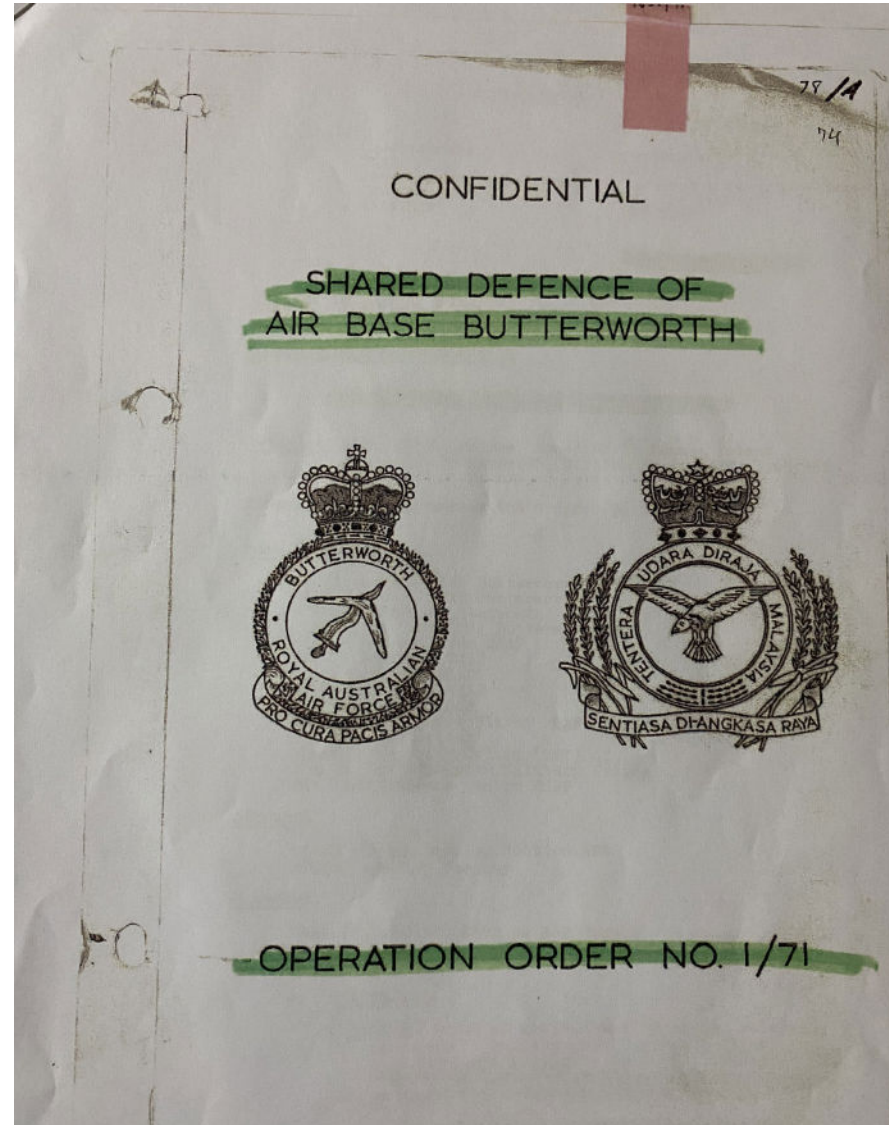 78/A
74
CONFIDENTIAL
SHARED DEFENCE OF
AIR BASE BUTTERWORTH
BUTTERWORTH
ROYAL AUSTRALIAN
AIR FORCE
PRO CURA PACIS ARMOR
TENTERA UDARA DIRAJA MALAYSIA
SENTIASA DI-ANGKASA RAYA
OPERATION ORDER NO. 1/71